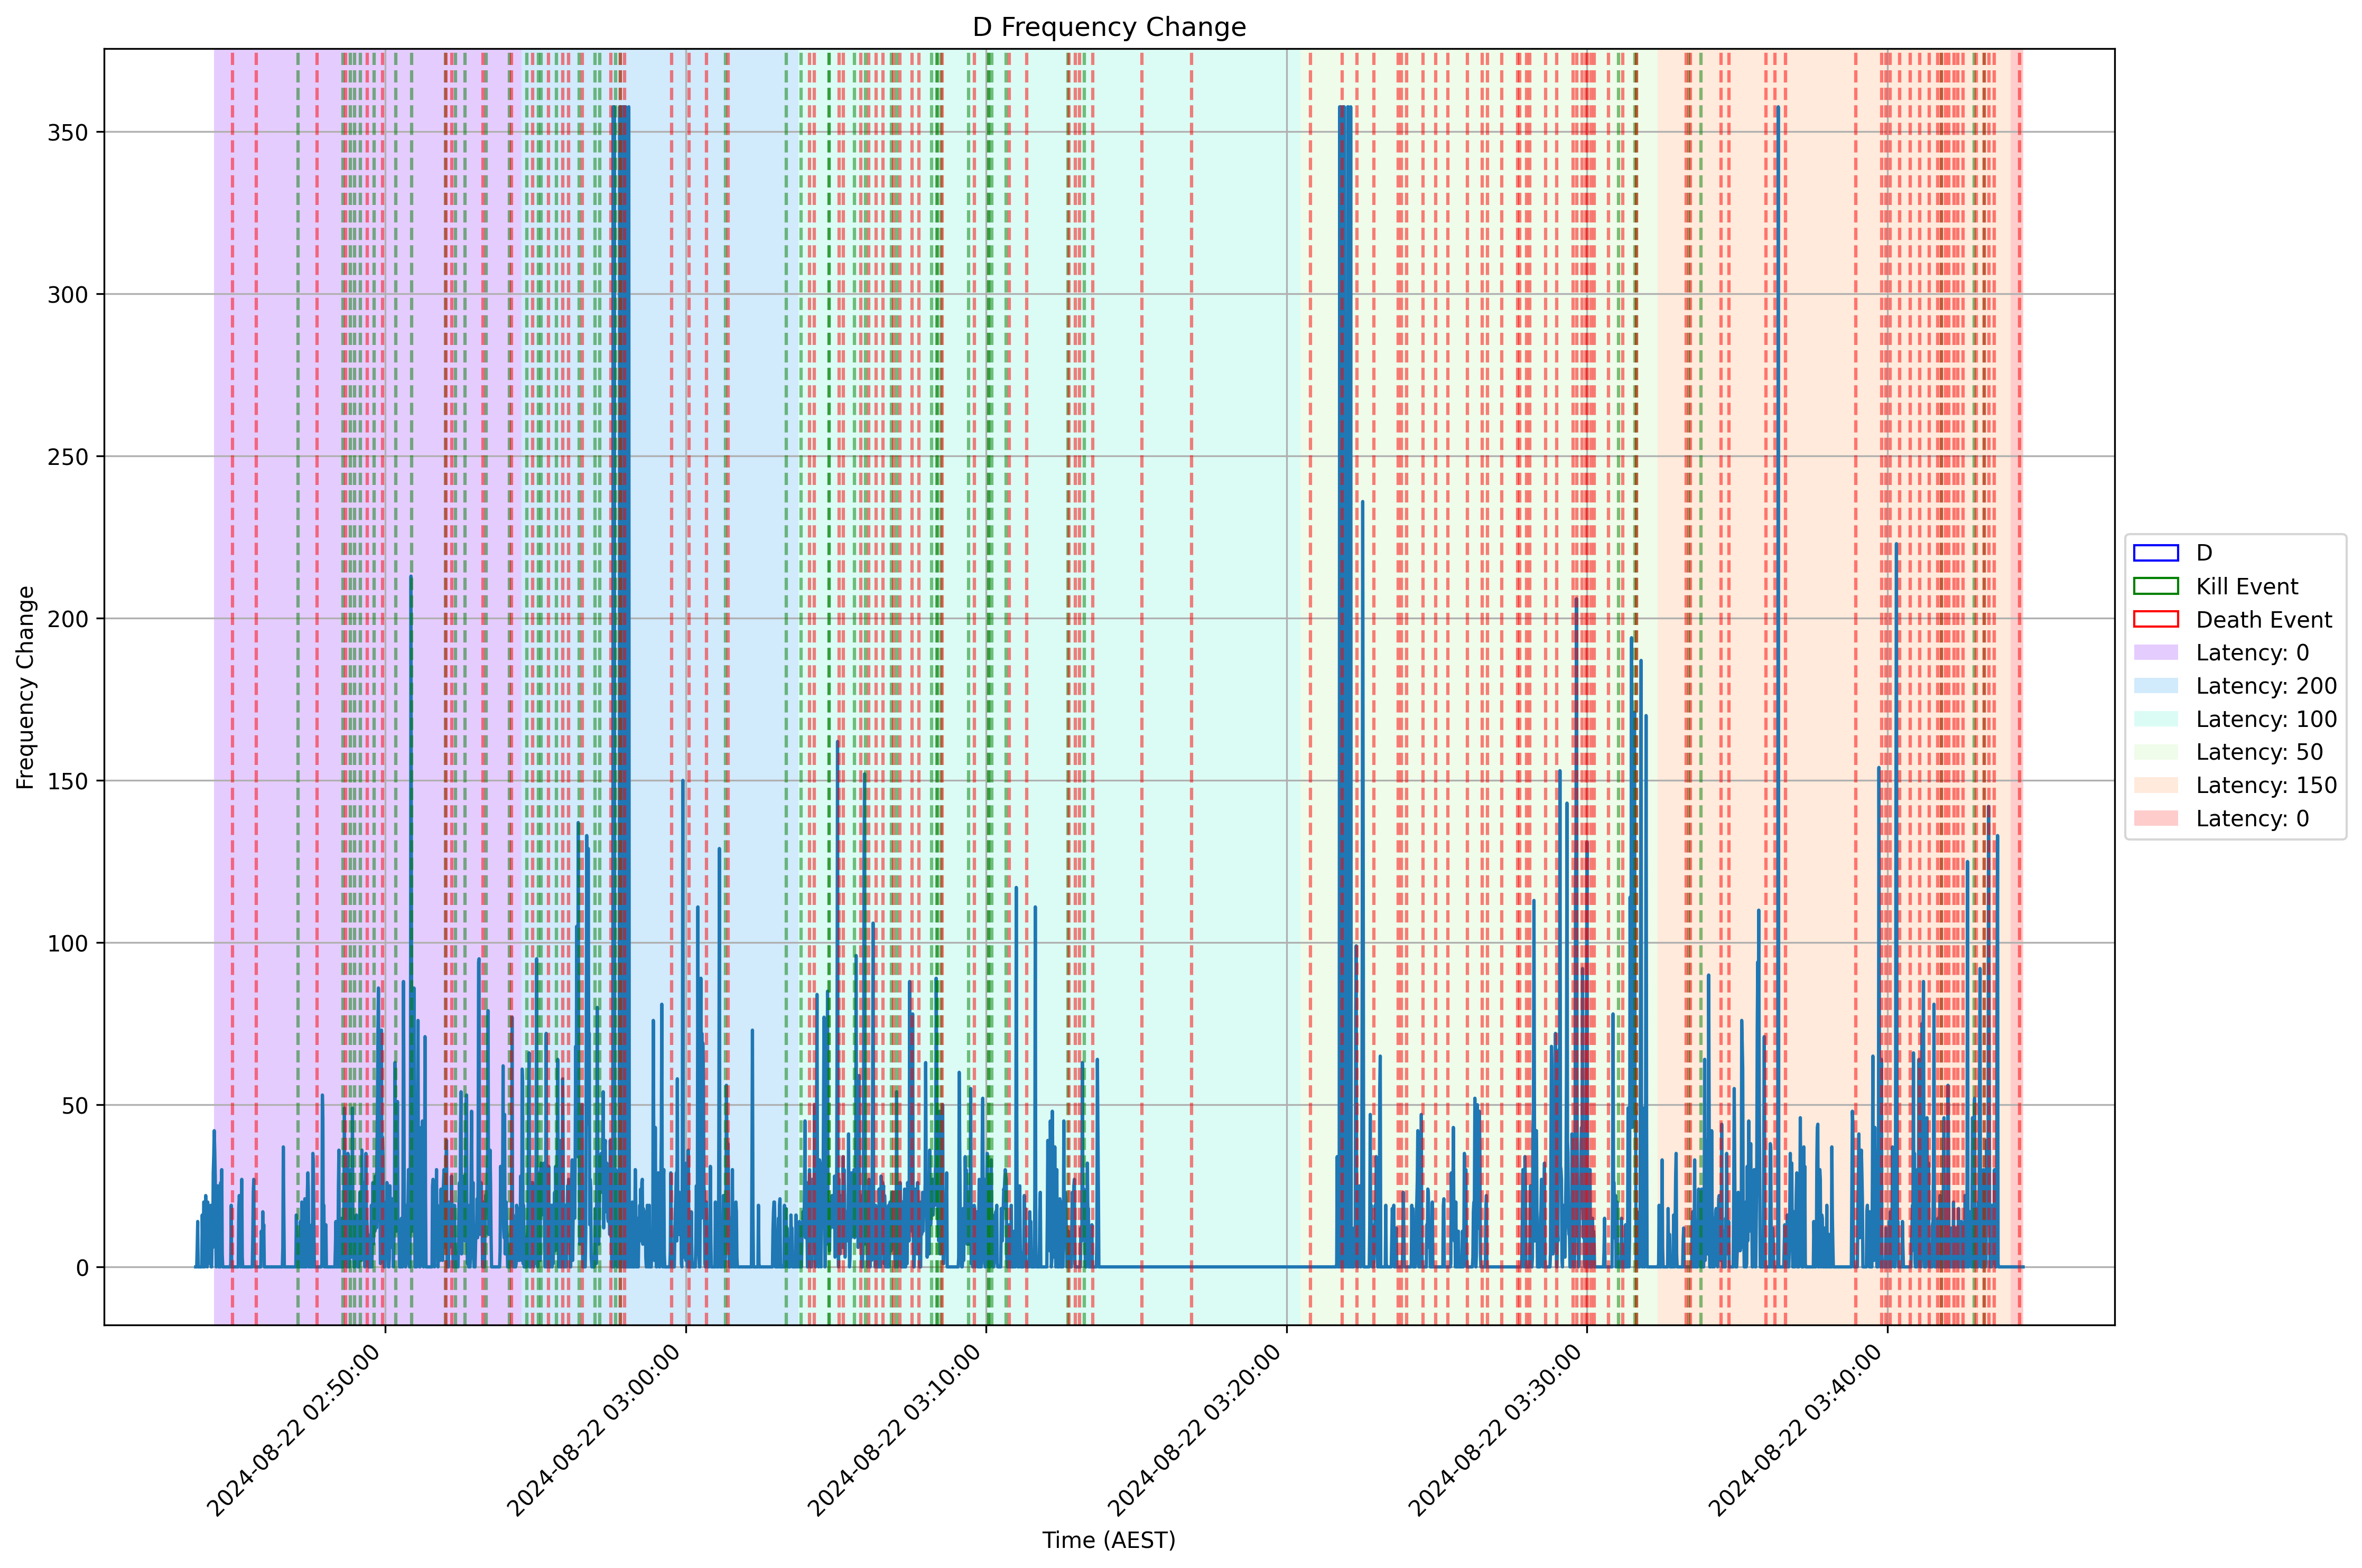 D Frequency Change
Frequency Change
350
300
250
200
150
100
50
0
2024-08-22 02:50:00
2024-08-22 03:00:00
2024-08-22 03:10:00
2024-08-22 03:20:00
2024-08-22 03:30:00
2024-08-22 03:40:00
Time (AEST)
D
Kill Event
Death Event
Latency: 0
Latency: 200
Latency: 100
Latency: 50
Latency: 150
Latency: 0